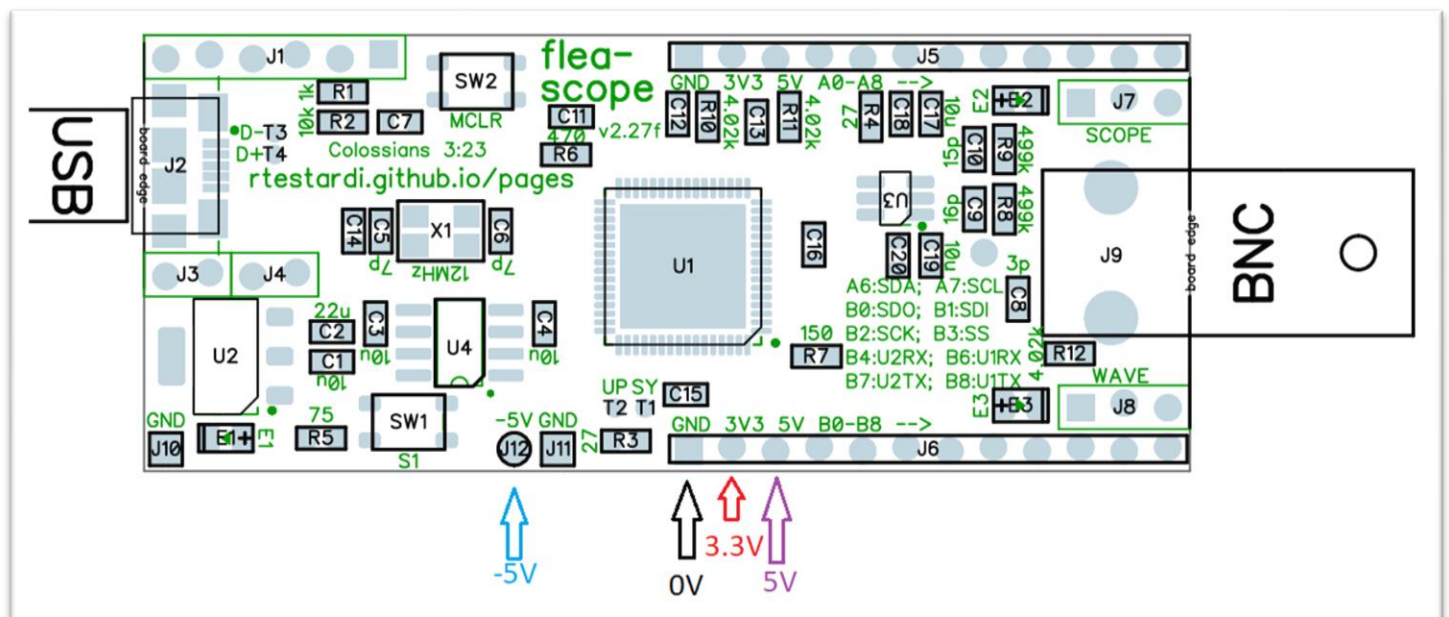 J1
flea-
scope
v2.27f
SW2
MCLR
1k
R1
10k
R2
C7
C11
470
R6
Colossians 3:23
rtestardi.github.io/pages
J5
GND 3V3 5V A0-A8 -->
C12
R10
4.02k
C13
R11
4.02k
27
R4
C18
C17
10u
E2
+E2
J7
SCOPE
USB
board edge
J2
D-T3
D+T4
15p
C10
R9
499k
16p
C9
R8
499k
U3
C20
C19
10u
3p
C8
J9
board edge
BNC
C14
C5
7p
X1
12MHz
C6
7p
U1
C16
A6:SDA; A7:SCL
B0:SDO; B1:SDI
B2:SCK; B3:SS
B4:U2RX; B6:U1RX
B7:U2TX; B8:U1TX
J3
J4
U2
22u
C2
C1
10u
C3
10u
U4
C4
10u
150
R7
4.02k
R12
WAVE
J8
E3
+E3
GND
J10
E1+
E1
75
R5
SW1
S1
-5V GND
J12
J11
UP SY
T2 T1
C15
27
R3
GND 3V3 5V B0-B8 -->
J6
-5V
0V
3.3V
5V